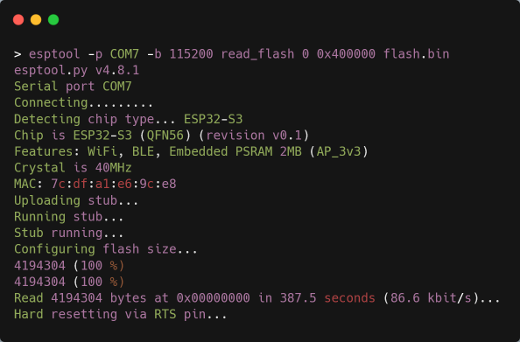 > esptool -p COM7 -b 115200 read_flash 0 0x400000 flash.bin
esptool.py v4.8.1
Serial port COM7
Connecting.........
Detecting chip type... ESP32-S3
Chip is ESP32-S3 (QFN56) (revision v0.1)
Features: WiFi, BLE, Embedded PSRAM 2MB (AP_3v3)
Crystal is 40MHz
MAC: 7c:df:a1:e6:9c:e8
Uploading stub...
Running stub...
Stub running...
Configuring flash size...
4194304 (100 %)
4194304 (100 %)
Read 4194304 bytes at 0x00000000 in 387.5 seconds (86.6 kbit/s)...
Hard resetting via RTS pin...